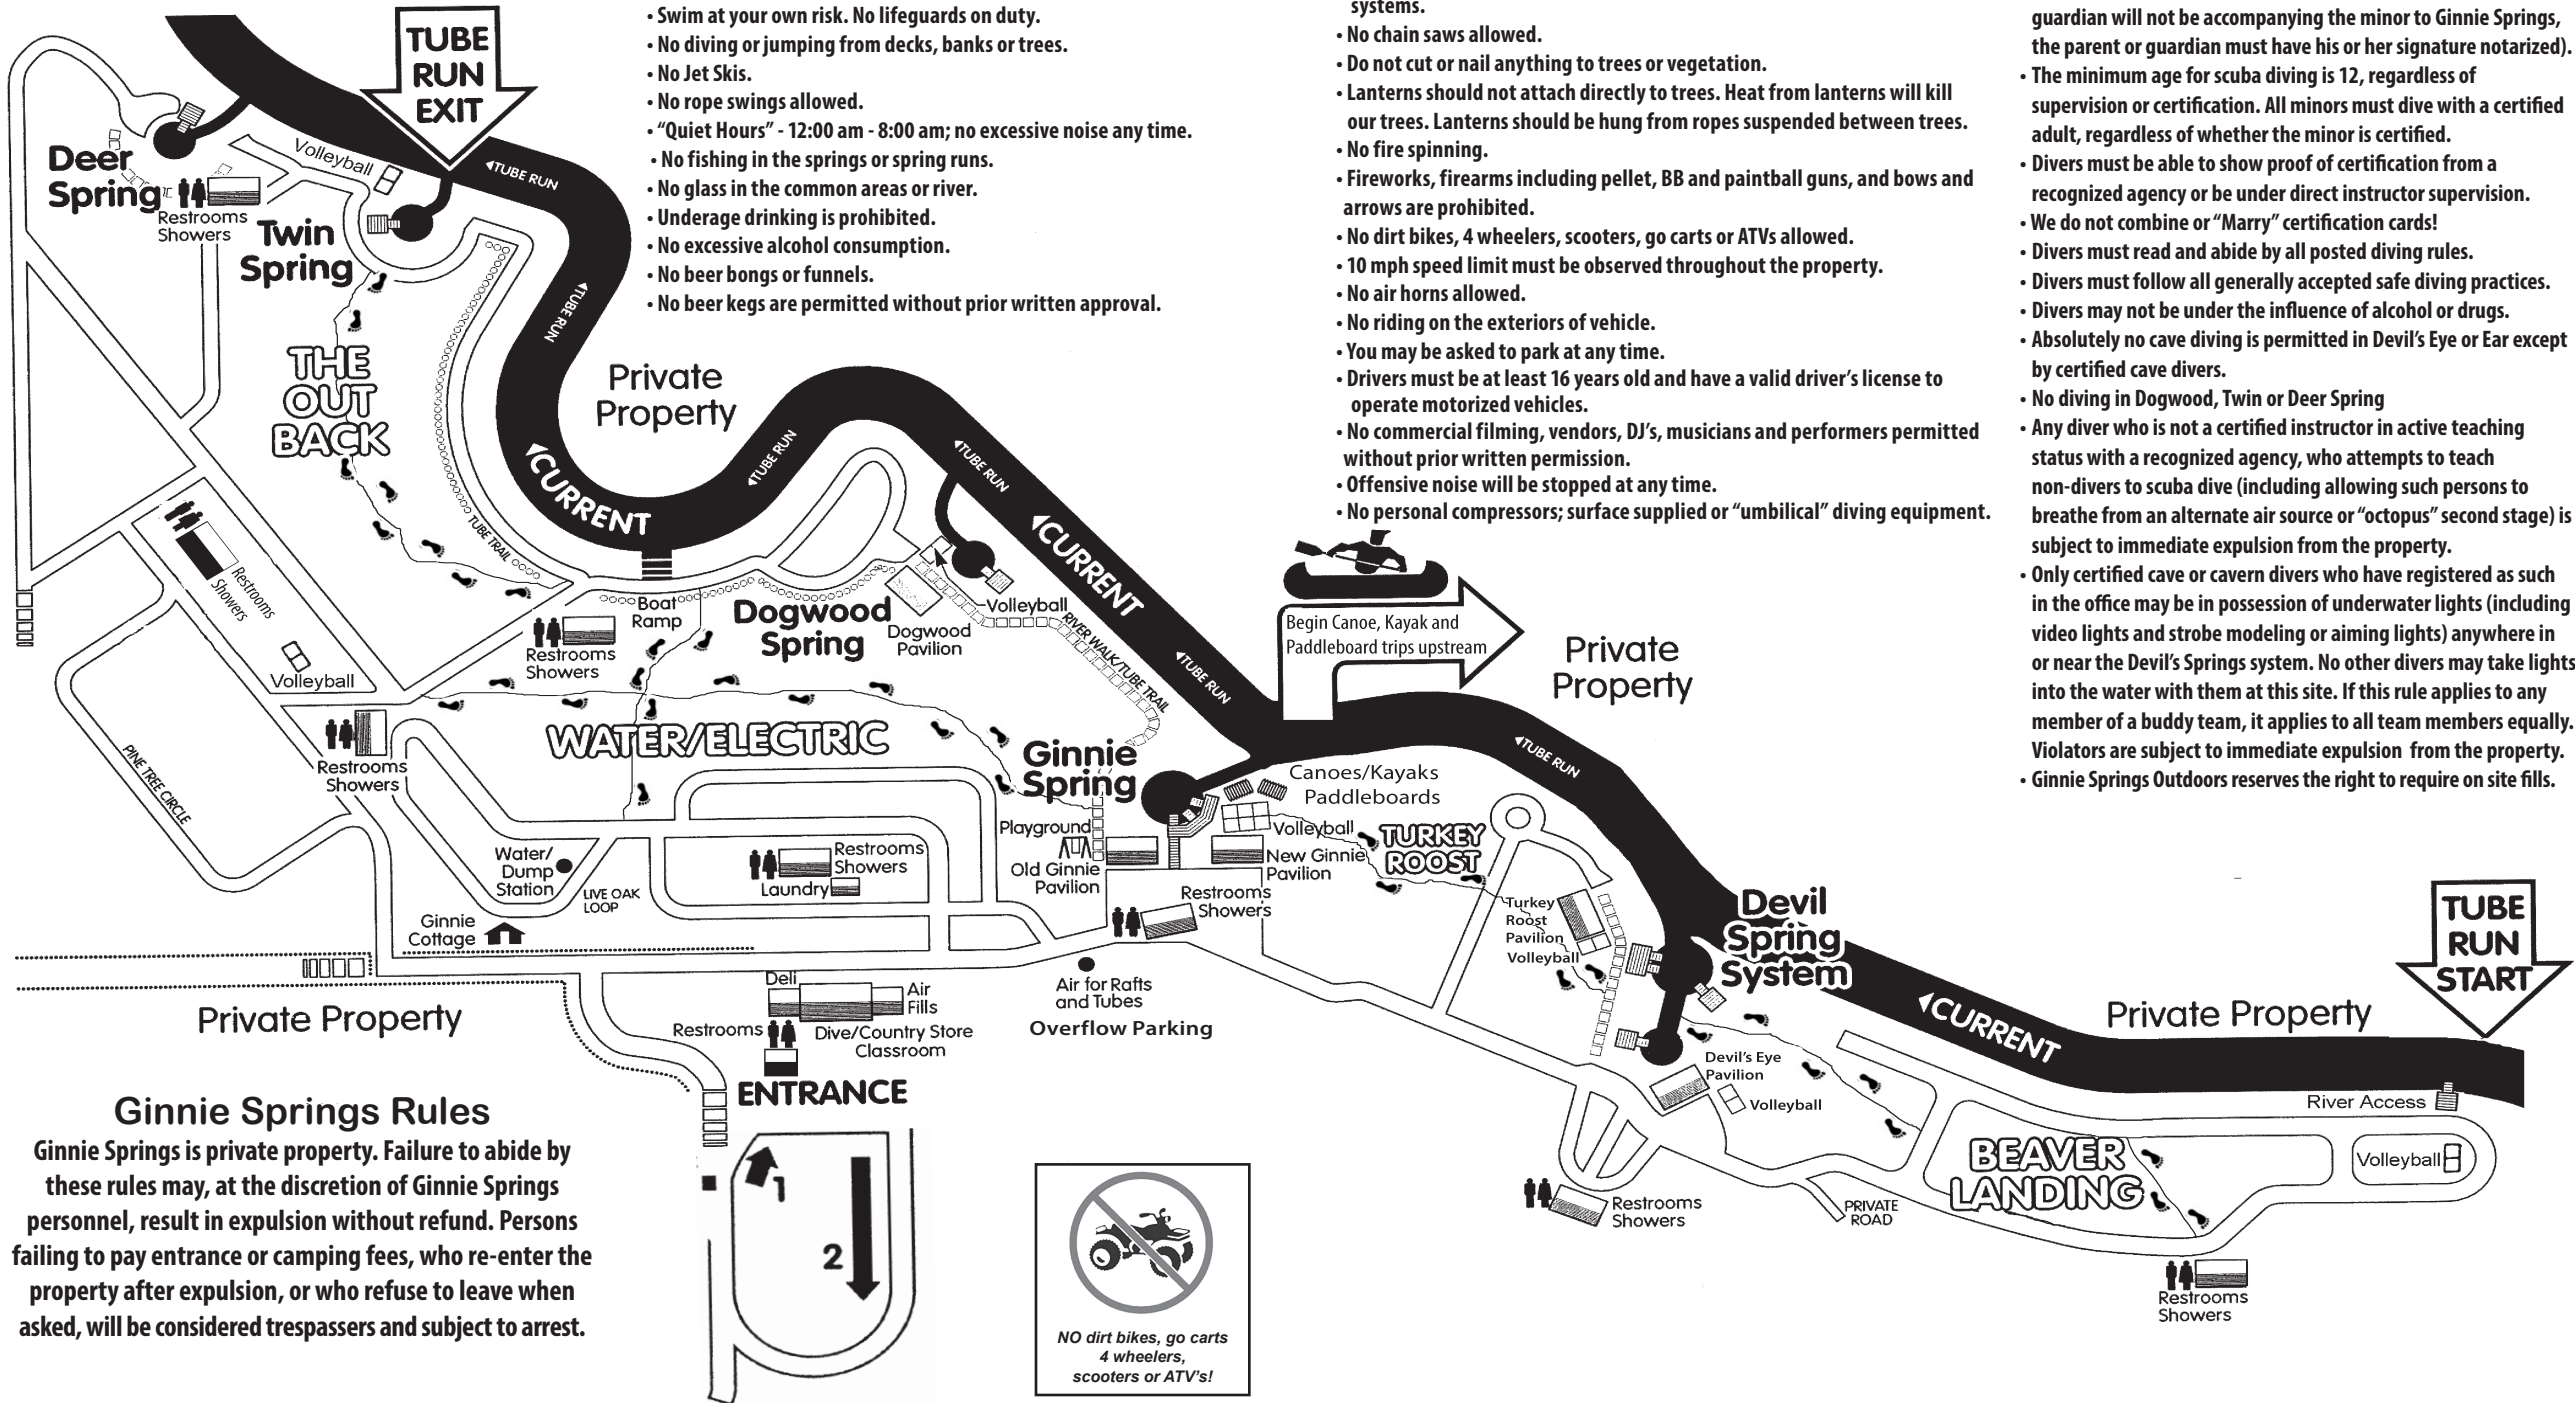 • Swim at your own risk. No lifeguards on duty.
• No diving or jumping from decks, banks or trees.
• No Jet Skis.
• No rope swings allowed.
• “Quiet Hours” - 12:00 am - 8:00 am; no excessive noise any time.
• No fishing in the springs or spring runs.
• No glass in the common areas or river.
• Underage drinking is prohibited.
• No excessive alcohol consumption.
• No beer bongs or funnels.
• No beer kegs are permitted without prior written approval.
systems.
• No chain saws allowed.
• Do not cut or nail anything to trees or vegetation.
• Lanterns should not attach directly to trees. Heat from lanterns will kill
our trees. Lanterns should be hung from ropes suspended between trees.
• No fire spinning.
• Fireworks, firearms including pellet, BB and paintball guns, and bows and
arrows are prohibited.
• No dirt bikes, 4 wheelers, scooters, go carts or ATVs allowed.
• 10 mph speed limit must be observed throughout the property.
• No air horns allowed.
• No riding on the exteriors of vehicle.
• You may be asked to park at any time.
• Drivers must be at least 16 years old and have a valid driver’s license to
operate motorized vehicles.
• No commercial filming, vendors, DJ’s, musicians and performers permitted
without prior written permission.
• Offensive noise will be stopped at any time.
• No personal compressors; surface supplied or “umbilical” diving equipment.
guardian will not be accompanying the minor to Ginnie Springs,
the parent or guardian must have his or her signature notarized).
• The minimum age for scuba diving is 12, regardless of
supervision or certification. All minors must dive with a certified
adult, regardless of whether the minor is certified.
• Divers must be able to show proof of certification from a
recognized agency or be under direct instructor supervision.
• We do not combine or “Marry” certification cards!
• Divers must read and abide by all posted diving rules.
• Divers must follow all generally accepted safe diving practices.
• Divers may not be under the influence of alcohol or drugs.
• Absolutely no cave diving is permitted in Devil’s Eye or Ear except
by certified cave divers.
• No diving in Dogwood, Twin or Deer Spring
• Any diver who is not a certified instructor in active teaching
status with a recognized agency, who attempts to teach
non-divers to scuba dive (including allowing such persons to
breathe from an alternate air source or “octopus” second stage) is
subject to immediate expulsion from the property.
• Only certified cave or cavern divers who have registered as such
in the office may be in possession of underwater lights (including
video lights and strobe modeling or aiming lights) anywhere in
or near the Devil’s Springs system. No other divers may take lights
into the water with them at this site. If this rule applies to any
member of a buddy team, it applies to all team members equally.
Violators are subject to immediate expulsion from the property.
• Ginnie Springs Outdoors reserves the right to require on site fills.
TUBE
RUN
EXIT
Deer
Spring
Restrooms
Showers
Volleyball
TUBE RUN
Twin
Spring
TUBE RUN
THE
OUT
BACK
Private
Property
TUBE RUN
TUBE RUN
CURRENT
CURRENT
TUBE TRAIL
Restrooms
Showers
Volleyball
Boat
Ramp
Restrooms
Showers
Dogwood
Spring
Dogwood
Pavilion
Volleyball
RIVER WALK/TUBE TRAIL
TUBE RUN
Begin Canoe, Kayak and
Paddleboard trips upstream
Private
Property
TUBE RUN
PINE TREE CIRCLE
Restrooms
Showers
WATER/ELECTRIC
Ginnie
Spring
Canoes/Kayaks
Paddleboards
Volleyball
TURKEY
ROOST
Playground
Old Ginnie
Pavilion
New Ginnie
Pavilion
Restrooms
Showers
Water/
Dump
Station
LIVE OAK
LOOP
Restrooms
Showers
Laundry
Ginnie
Cottage
Turkey
Roost
Pavilion
Volleyball
Devil
Spring
System
CURRENT
Private Property
TUBE
RUN
START
Private Property
Deli
Air
Fills
Restrooms
Dive/Country Store
Classroom
ENTRANCE
Air for Rafts
and Tubes
Overflow Parking
Devil’s Eye
Pavilion
Volleyball
River Access
Volleyball
BEAVER
LANDING
PRIVATE
ROAD
Restrooms
Showers
Restrooms
Showers
1
2
Ginnie Springs Rules
Ginnie Springs is private property. Failure to abide by
these rules may, at the discretion of Ginnie Springs
personnel, result in expulsion without refund. Persons
failing to pay entrance or camping fees, who re-enter the
property after expulsion, or who refuse to leave when
asked, will be considered trespassers and subject to arrest.
NO dirt bikes, go carts
4 wheelers,
scooters or ATV’s!